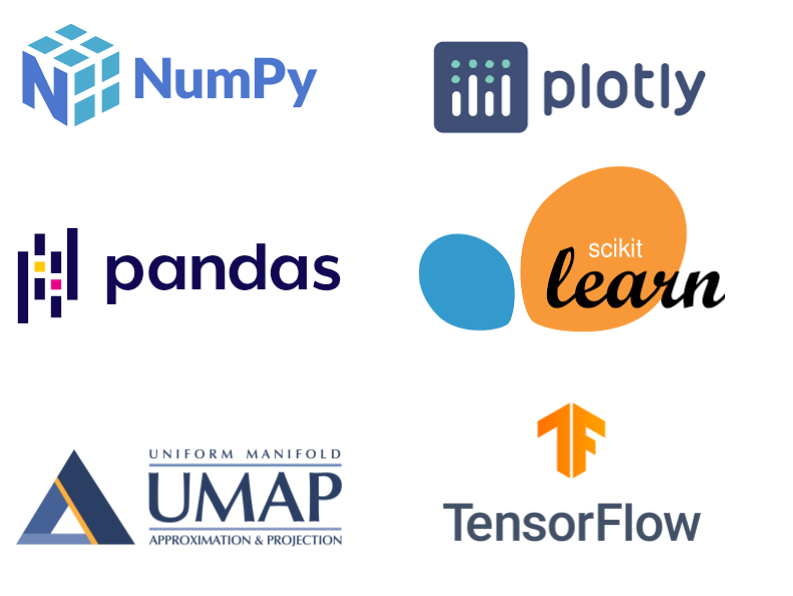 NumPy
plotly
pandas
scikit
learn
UNIFORM MANIFOLD
UMAP
APPROXIMATION & PROJECTION
TensorFlow